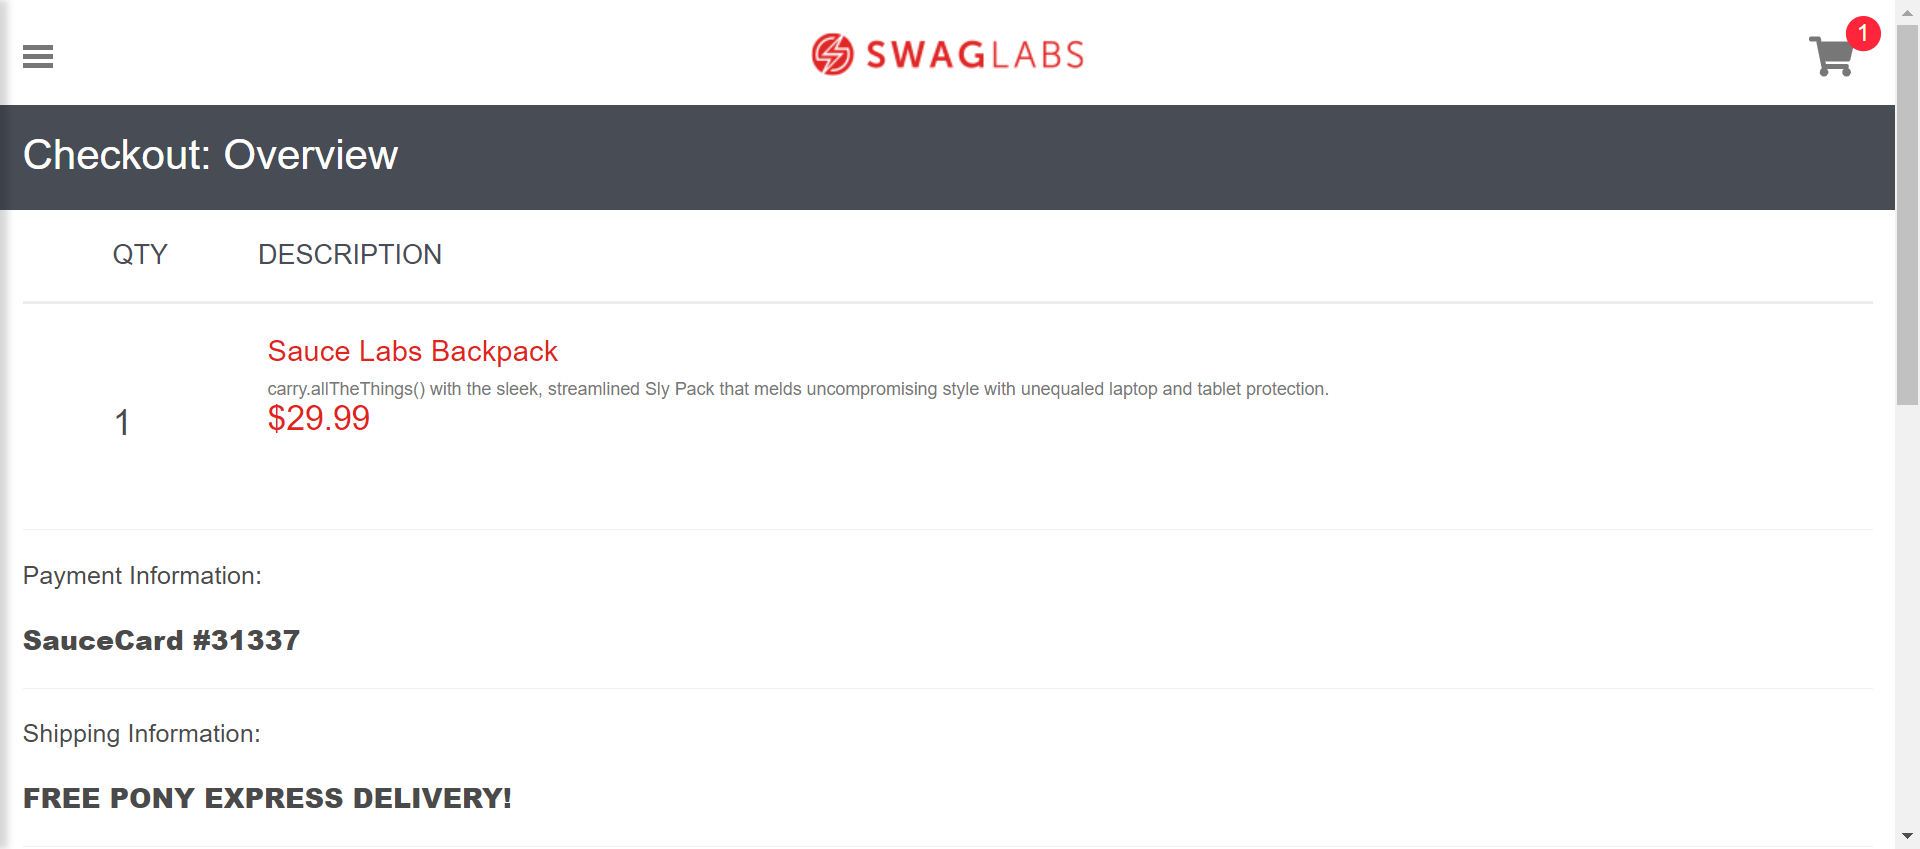 SWAGLABS
1
Checkout: Overview
QTY DESCRIPTION
Sauce Labs Backpack
carry.allTheThings() with the sleek, streamlined Sly Pack that melds uncompromising style with unequaled laptop and tablet protection.
1
$29.99
Payment Information:
SauceCard #31337
Shipping Information:
FREE PONY EXPRESS DELIVERY!